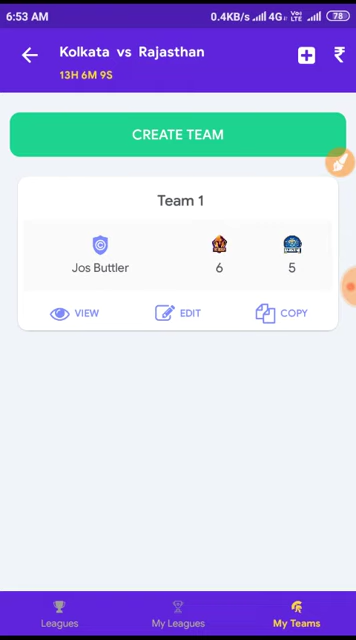 6:53 AM 0.4KB/s 4G VoLTE 78
Kolkata vs Rajasthan ₹
13H 6M 9S
CREATE TEAM
Team 1
Jos Buttler 6 5
VIEW EDIT COPY
Leagues My Leagues My Teams